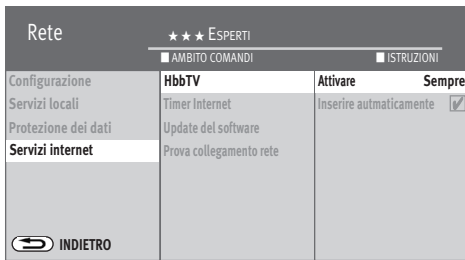 Rete
★ ★ ★ ESPERTI
AMBITO COMANDI
ISTRUZIONI
Configurazione
HbbTV
Attivare Sempre
Servizi locali
Timer Internet
Inserire autmaticamente
Protezione dei dati
Update del software
Servizi internet
Prova collegamento rete
INDIETRO